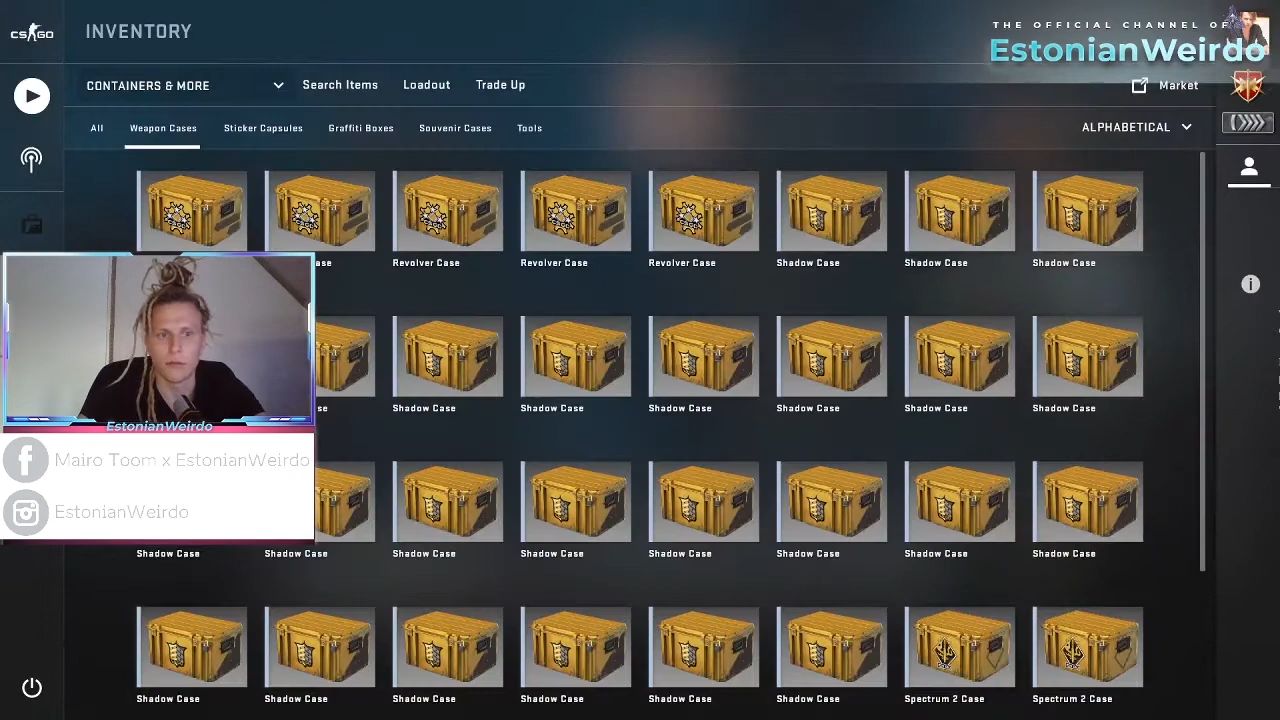 CS GO
INVENTORY
THE OFFICIAL CHANNEL OF
EstonianWeirdo
CONTAINERS & MORE
Search Items
Loadout
Trade Up
Market
All
Weapon Cases
Sticker Capsules
Graffiti Boxes
Souvenir Cases
Tools
ALPHABETICAL
se
Revolver Case
Revolver Case
Revolver Case
Shadow Case
Shadow Case
Shadow Case
se
Shadow Case
Shadow Case
Shadow Case
Shadow Case
Shadow Case
Shadow Case
EstonianWeirdo
Mairo Toom x EstonianWeirdo
EstonianWeirdo
Shadow Case
Shadow Case
Shadow Case
Shadow Case
Shadow Case
Shadow Case
Shadow Case
Shadow Case
Shadow Case
Shadow Case
Shadow Case
Shadow Case
Shadow Case
Shadow Case
Spectrum 2 Case
Spectrum 2 Case